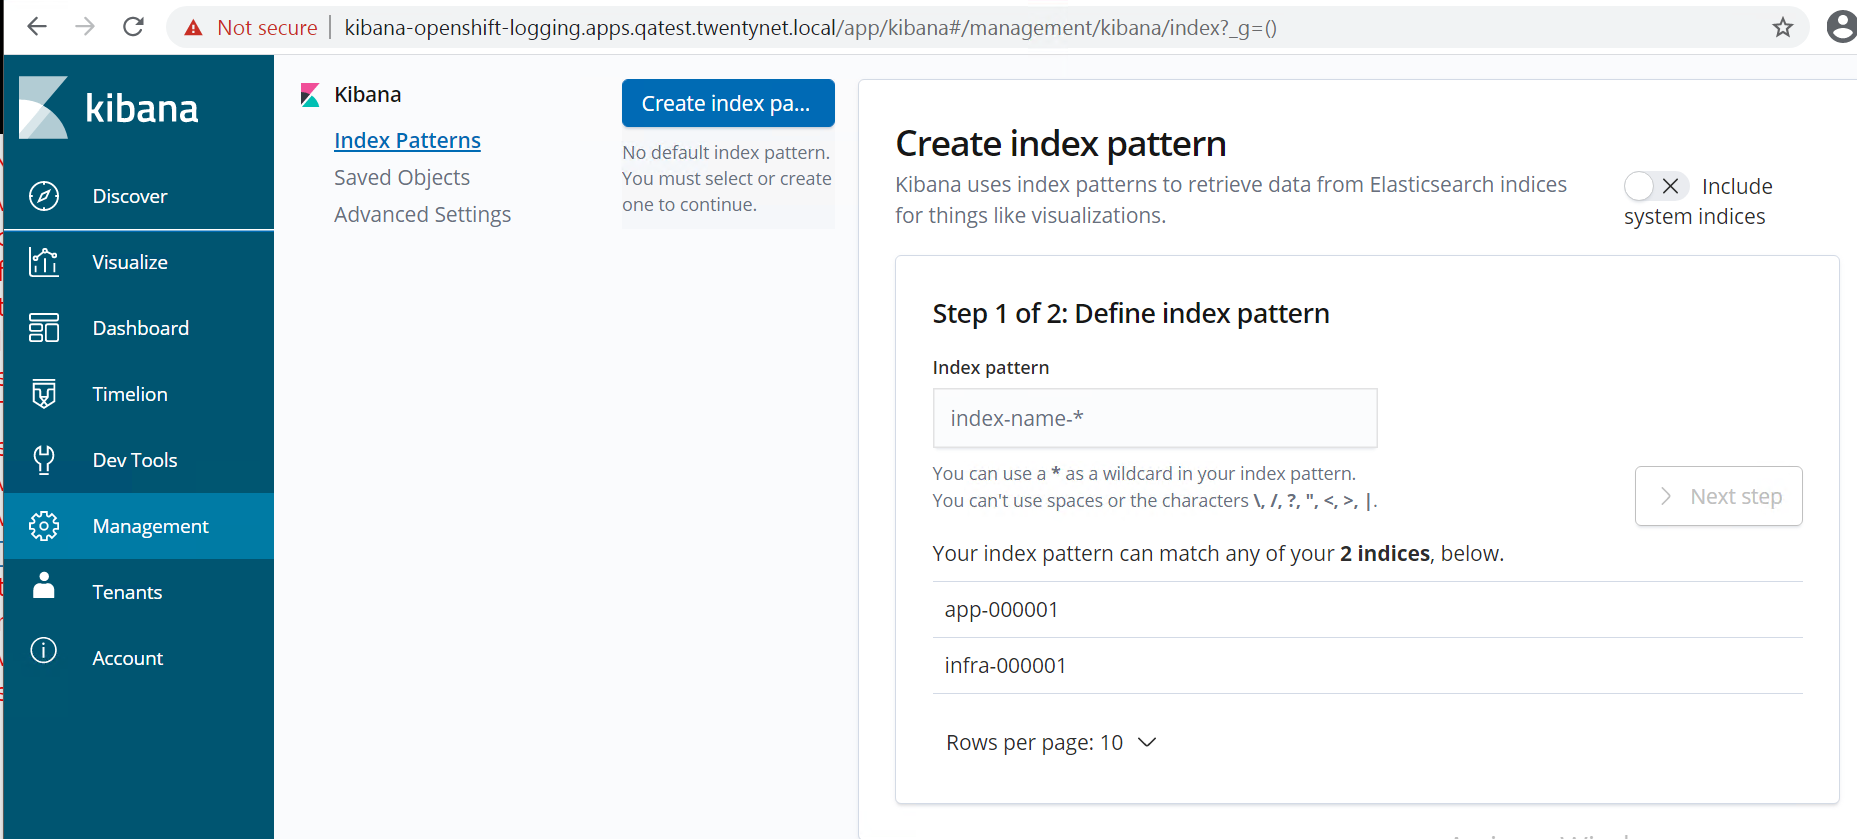 Not secure | kibana-openshift-logging.apps.qatest.twentynet.local/app/kibana#/management/kibana/index?_g=()
kibana
Discover
Visualize
Dashboard
Timelion
Dev Tools
Management
Tenants
Account
Kibana
Index Patterns
Saved Objects
Advanced Settings
Create index pa...
No default index pattern.
You must select or create
one to continue.
Create index pattern
Kibana uses index patterns to retrieve data from Elasticsearch indices
for things like visualizations.
Include
system indices
Step 1 of 2: Define index pattern
Index pattern
index-name-*
You can use a * as a wildcard in your index pattern.
You can't use spaces or the characters \, /, ?, ", <, >, |.
Next step
Your index pattern can match any of your 2 indices, below.
app-000001
infra-000001
Rows per page: 10